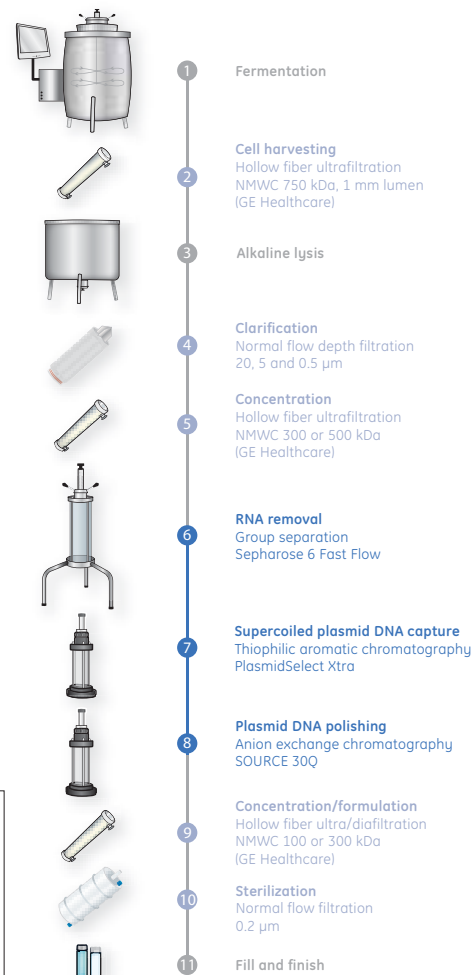 1 Fermentation
2 Cell harvesting
Hollow fiber ultrafiltration
NMWC 750 kDa, 1 mm lumen
(GE Healthcare)
3 Alkaline lysis
4 Clarification
Normal flow depth filtration
20, 5 and 0.5 µm
5 Concentration
Hollow fiber ultrafiltration
NMWC 300 or 500 kDa
(GE Healthcare)
6 RNA removal
Group separation
Sepharose 6 Fast Flow
7 Supercoiled plasmid DNA capture
Thiophilic aromatic chromatography
PlasmidSelect Xtra
8 Plasmid DNA polishing
Anion exchange chromatography
SOURCE 30Q
9 Concentration/formulation
Hollow fiber ultra/diafiltration
NMWC 100 or 300 kDa
(GE Healthcare)
10 Sterilization
Normal flow filtration
0.2 µm
11 Fill and finish